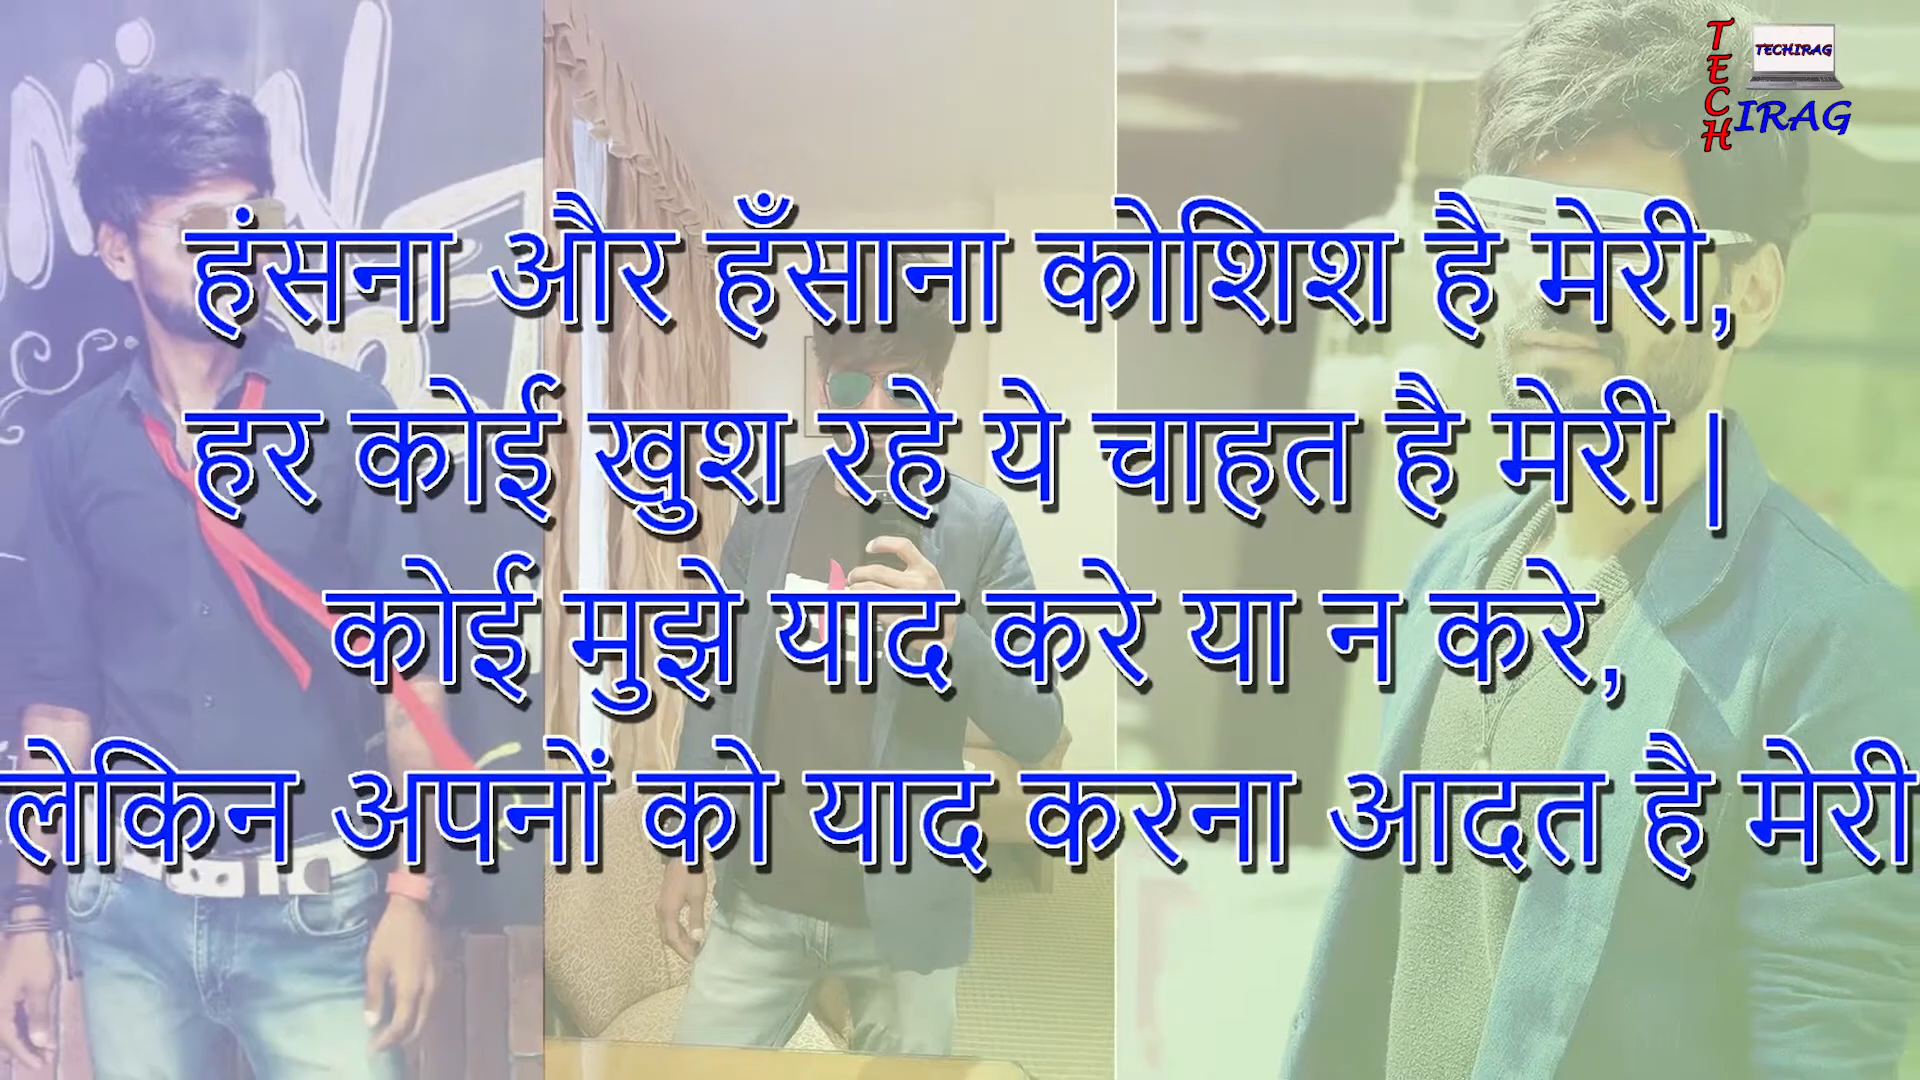 TECH
TECHIRAG
IRAG
हंसना और हँसाना कोशिश है मेरी,
हर कोई खुश रहे ये चाहत है मेरी |
कोई मुझे याद करे या न करे,
लेकिन अपनों को याद करना आदत है मेरी